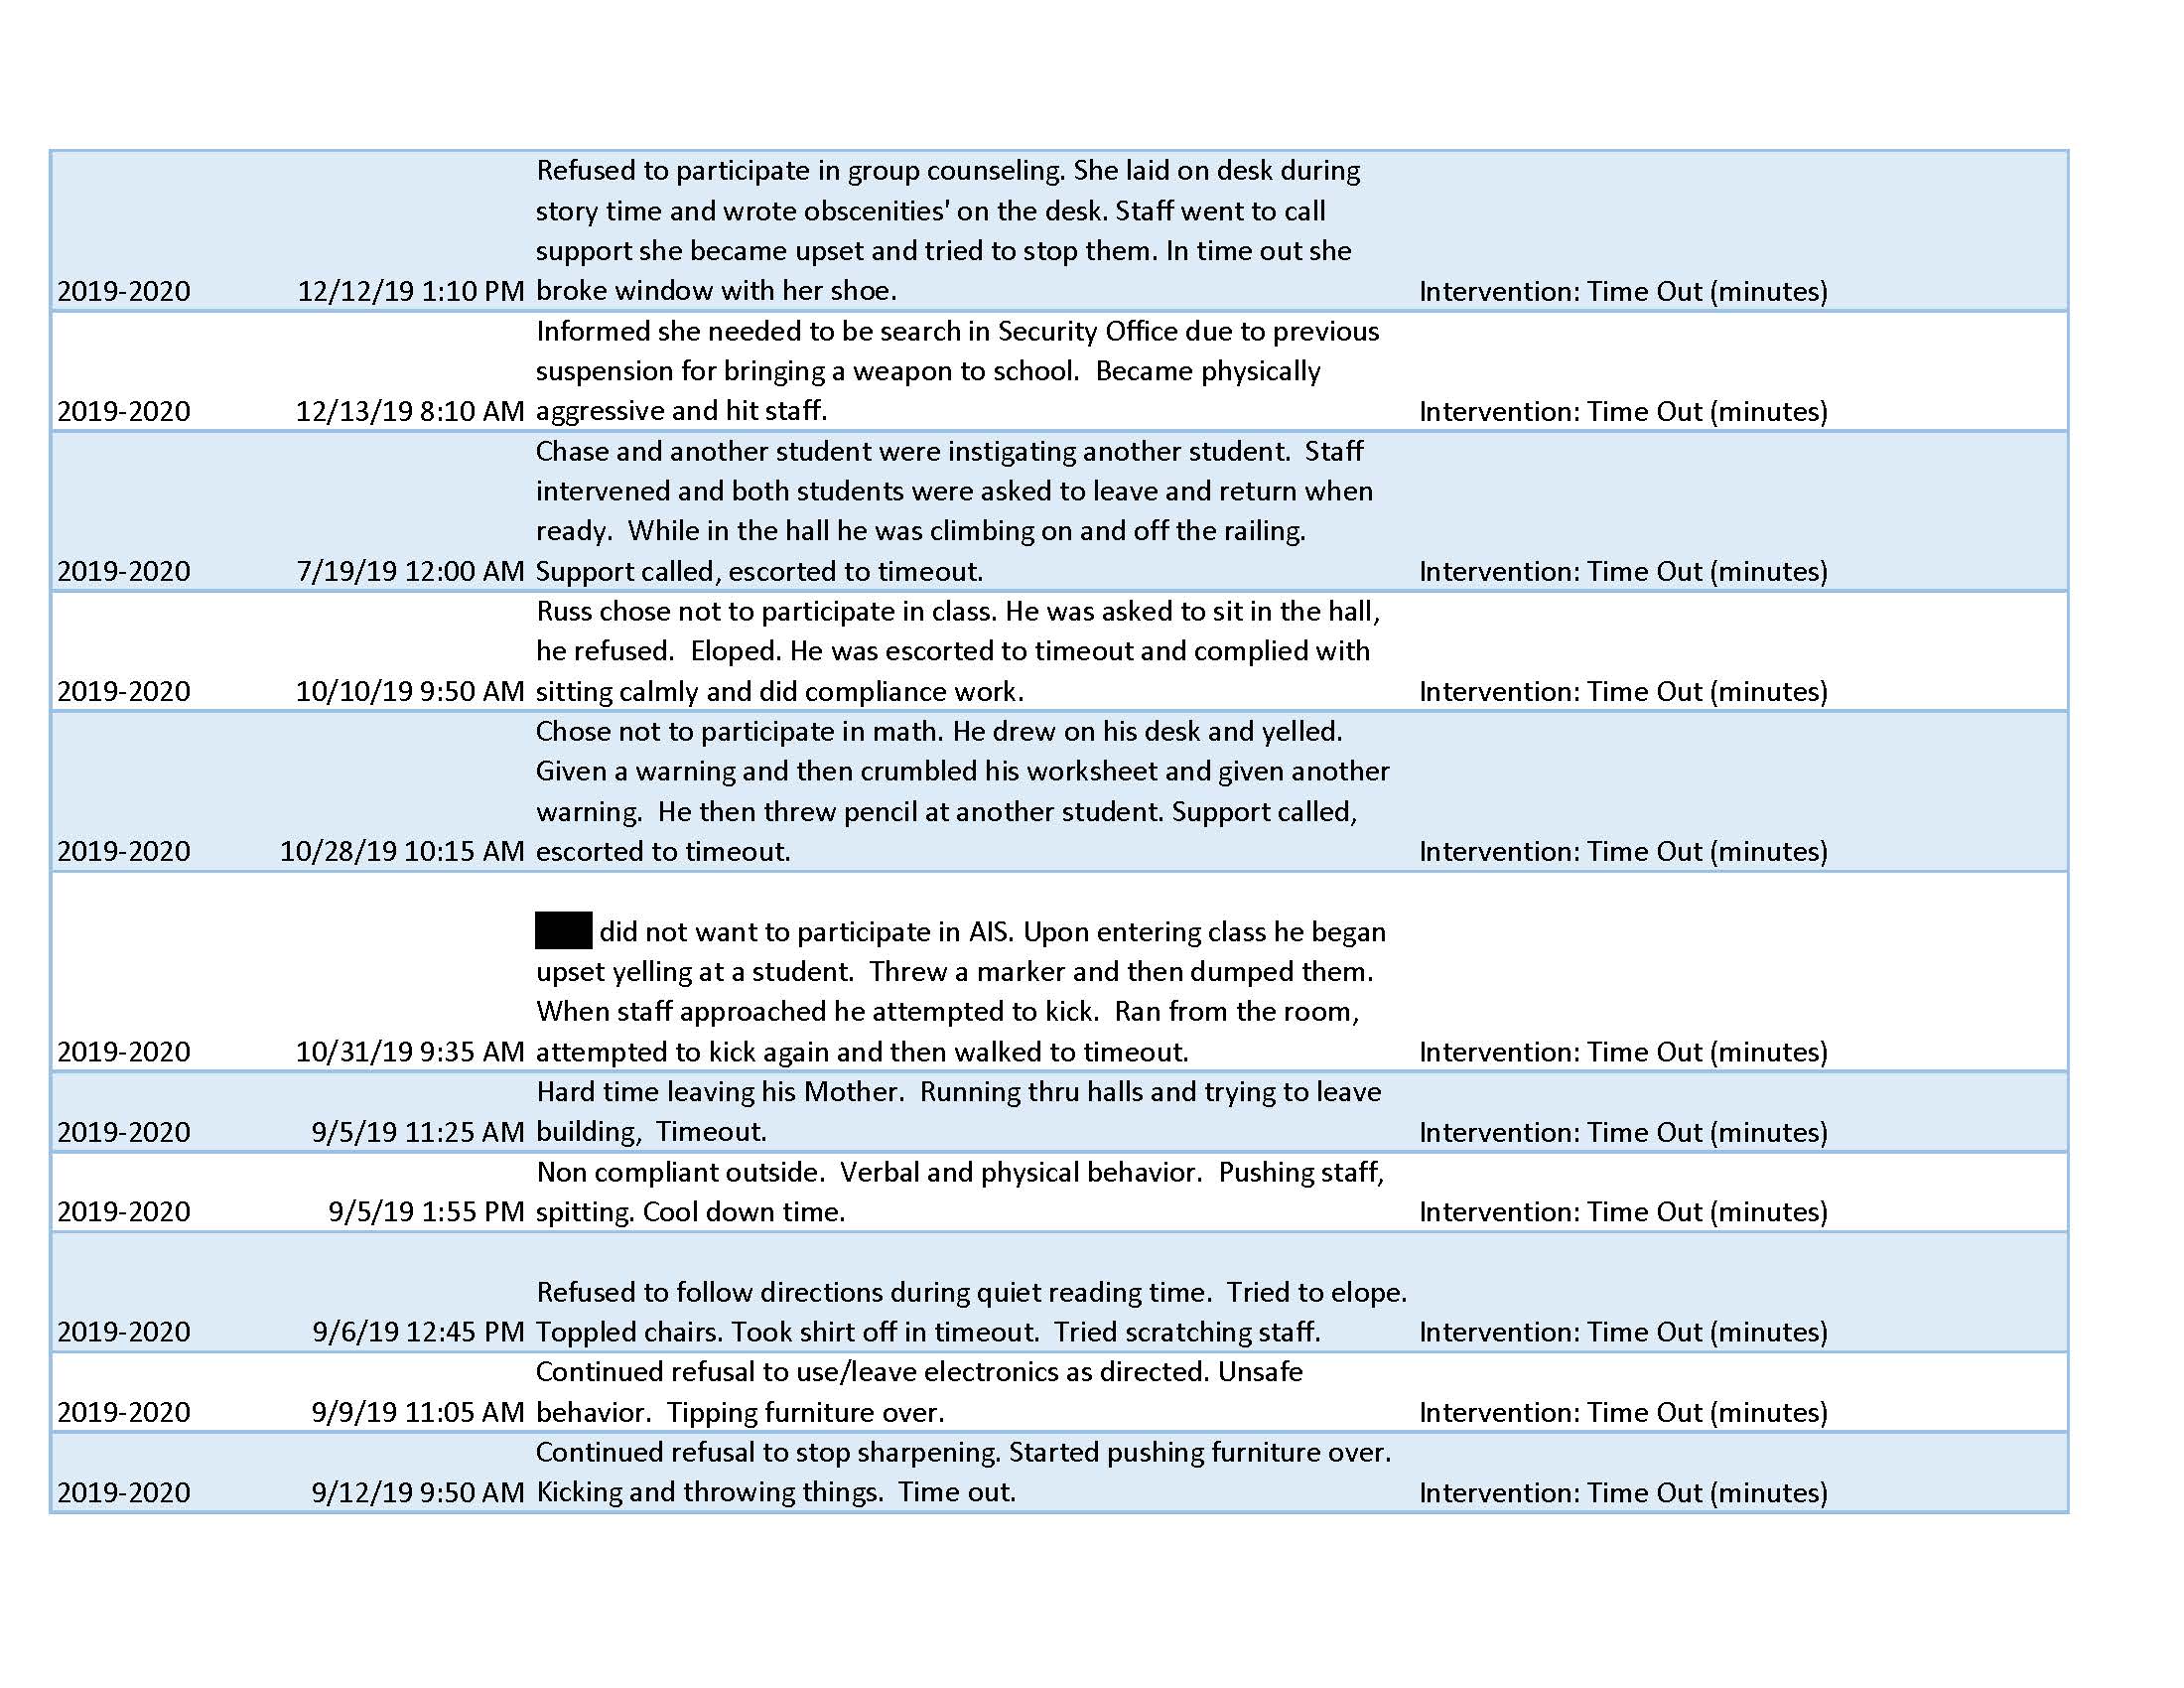 Refused to participate in group counseling. She laid on desk during
story time and wrote obscenities' on the desk. Staff went to call
support she became upset and tried to stop them. In time out she
2019-2020 12/12/19 1:10 PM broke window with her shoe. Intervention: Time Out (minutes)
Informed she needed to be search in Security Office due to previous
suspension for bringing a weapon to school.  Became physically
2019-2020 12/13/19 8:10 AM aggressive and hit staff. Intervention: Time Out (minutes)
Chase and another student were instigating another student.  Staff
intervened and both students were asked to leave and return when
ready.  While in the hall he was climbing on and off the railing.
2019-2020 7/19/19 12:00 AM Support called, escorted to timeout. Intervention: Time Out (minutes)
Russ chose not to participate in class. He was asked to sit in the hall,
he refused.  Eloped. He was escorted to timeout and complied with
2019-2020 10/10/19 9:50 AM sitting calmly and did compliance work. Intervention: Time Out (minutes)
Chose not to participate in math. He drew on his desk and yelled.
Given a warning and then crumbled his worksheet and given another
warning.  He then threw pencil at another student. Support called,
2019-2020 10/28/19 10:15 AM escorted to timeout. Intervention: Time Out (minutes)
did not want to participate in AIS. Upon entering class he began
upset yelling at a student.  Threw a marker and then dumped them.
When staff approached he attempted to kick.  Ran from the room,
2019-2020 10/31/19 9:35 AM attempted to kick again and then walked to timeout. Intervention: Time Out (minutes)
Hard time leaving his Mother.  Running thru halls and trying to leave
2019-2020 9/5/19 11:25 AM building,  Timeout. Intervention: Time Out (minutes)
Non compliant outside.  Verbal and physical behavior.  Pushing staff,
2019-2020 9/5/19 1:55 PM spitting. Cool down time. Intervention: Time Out (minutes)
Refused to follow directions during quiet reading time.  Tried to elope.
2019-2020 9/6/19 12:45 PM Toppled chairs. Took shirt off in timeout.  Tried scratching staff. Intervention: Time Out (minutes)
Continued refusal to use/leave electronics as directed. Unsafe
2019-2020 9/9/19 11:05 AM behavior.  Tipping furniture over. Intervention: Time Out (minutes)
Continued refusal to stop sharpening. Started pushing furniture over.
2019-2020 9/12/19 9:50 AM Kicking and throwing things.  Time out. Intervention: Time Out (minutes)